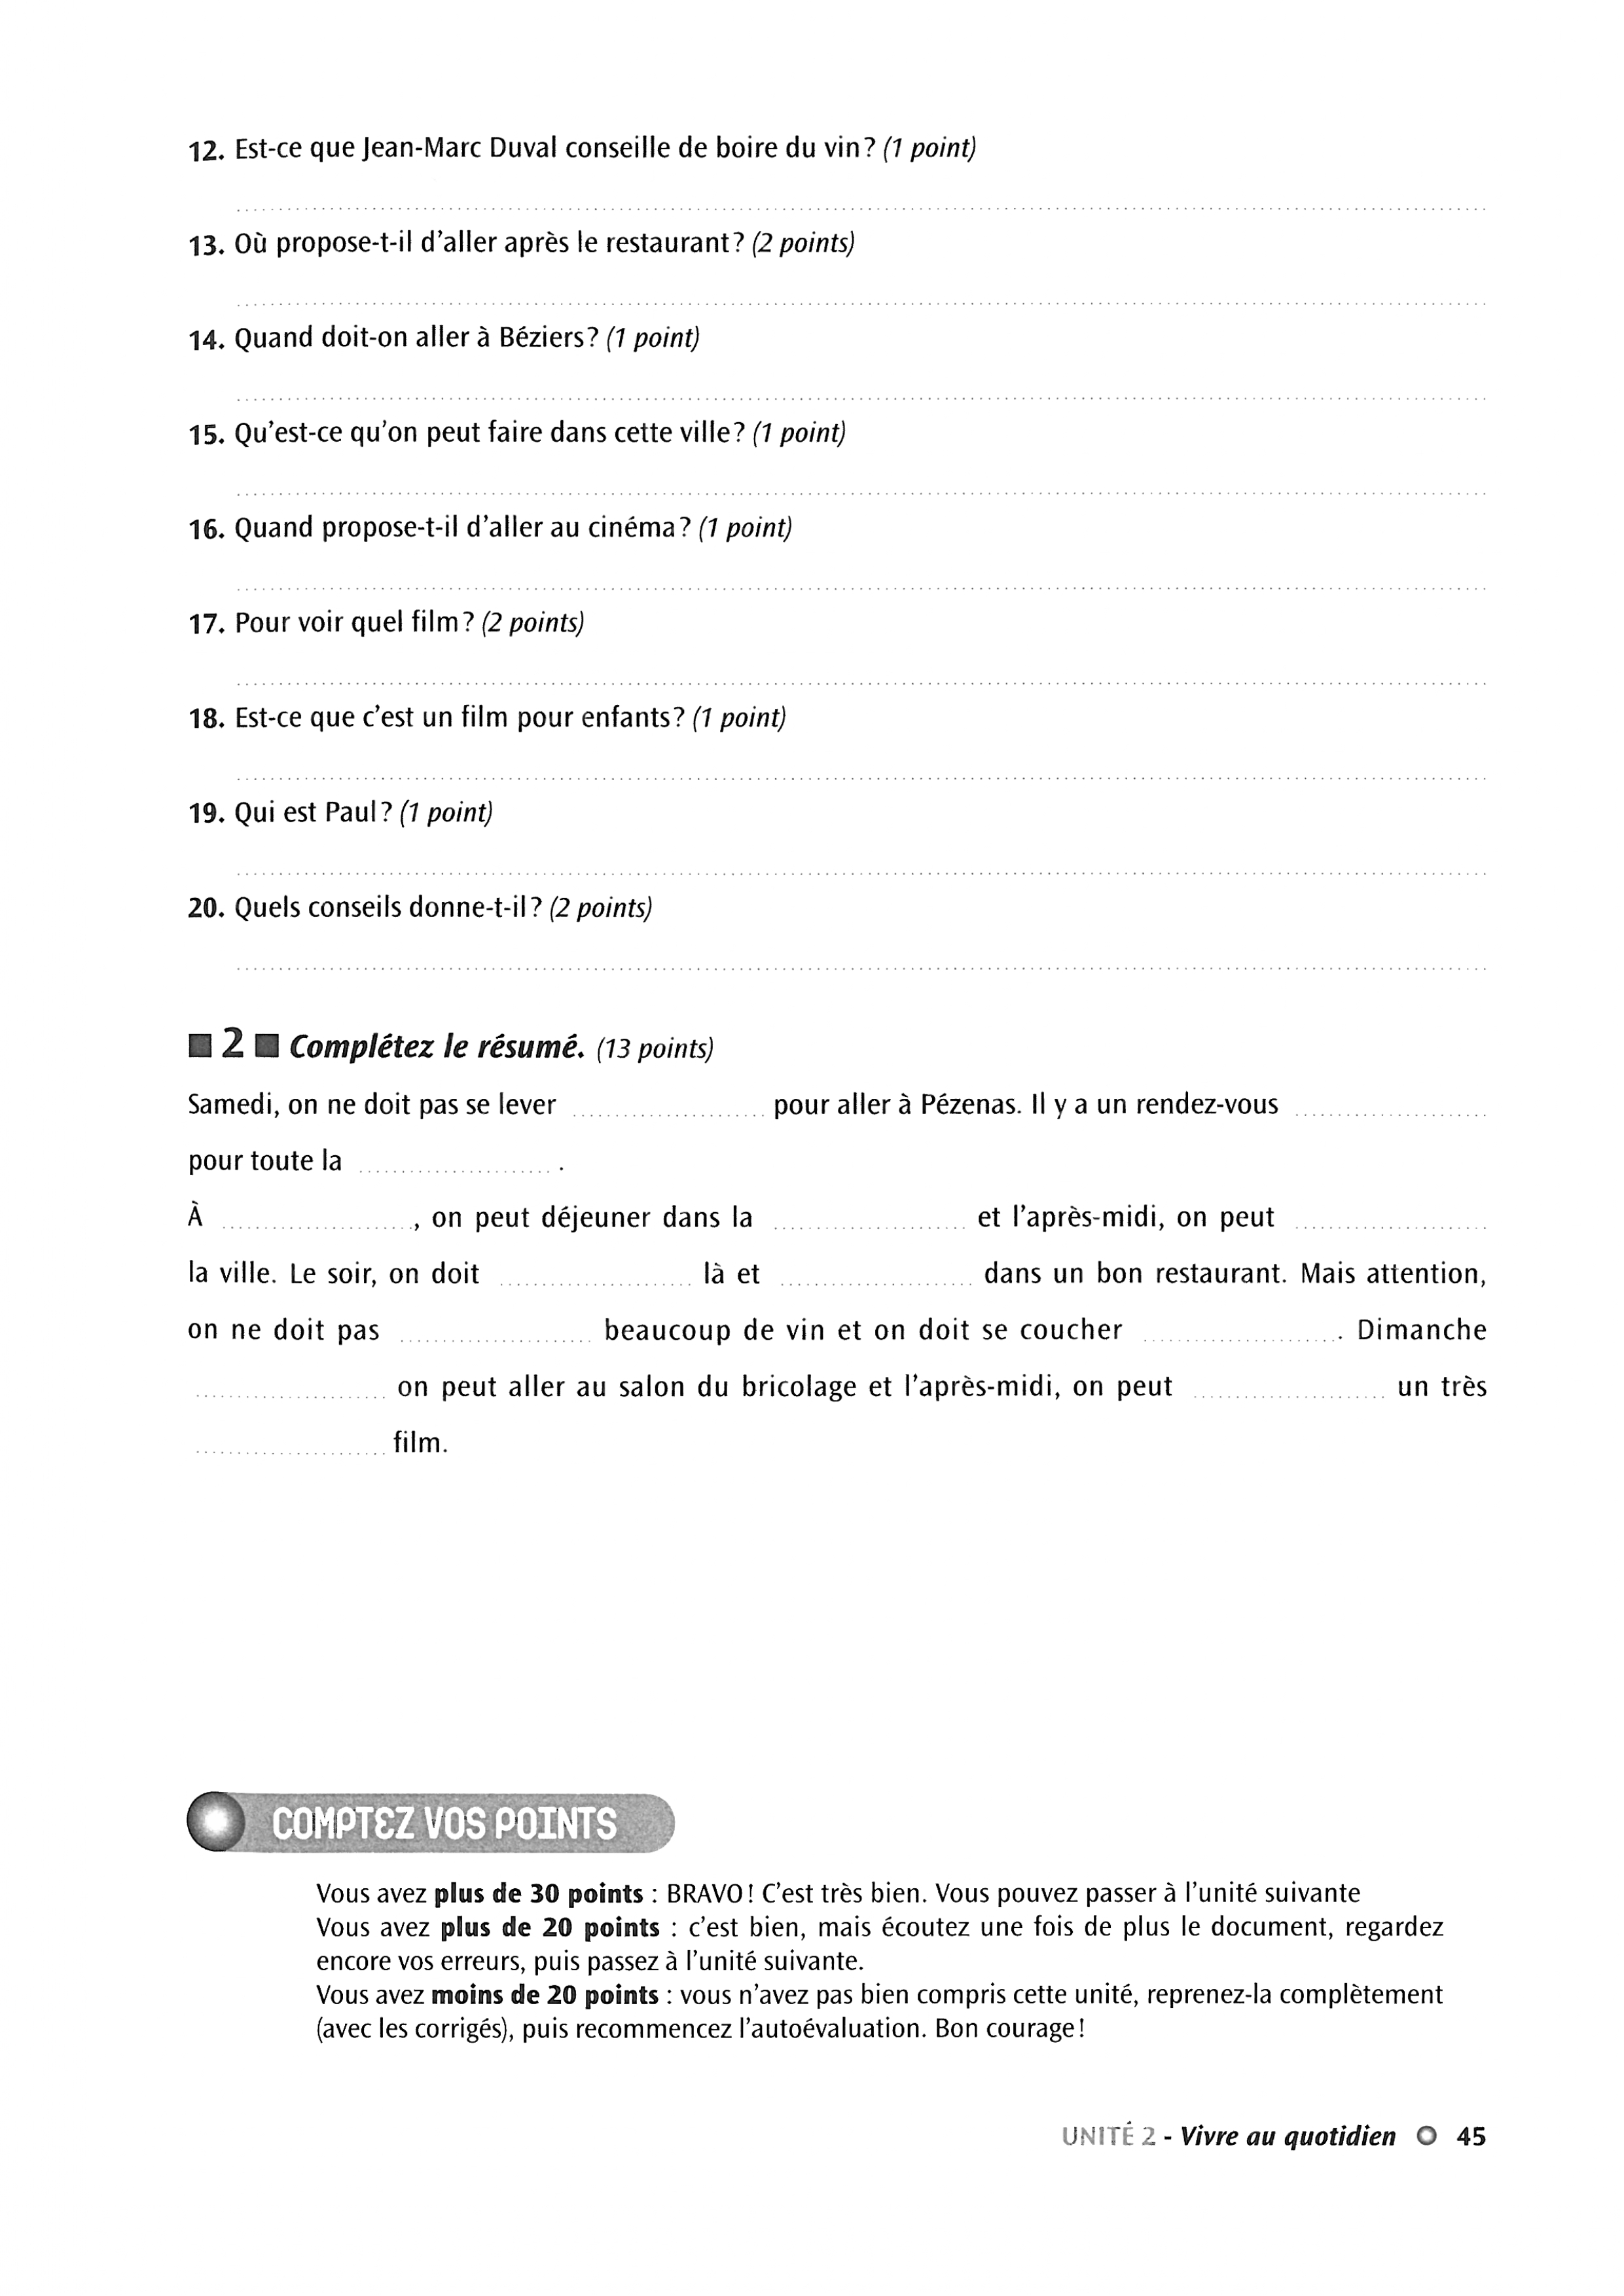 12. Est-ce que Jean-Marc Duval conseille de boire du vin? (1 point)
13. Où propose-t-il d'aller après le restaurant? (2 points)
14. Quand doit-on aller à Béziers? (1 point)
15. Qu'est-ce qu'on peut faire dans cette ville? (1 point)
16. Quand propose-t-il d'aller au cinéma? (1 point)
17. Pour voir quel film? (2 points)
18. Est-ce que c'est un film pour enfants? (1 point)
19. Qui est Paul? (1 point)
20. Quels conseils donne-t-il? (2 points)
■ 2 ■ Complétez le résumé. (13 points)
Samedi, on ne doit pas se lever ...................... pour aller à Pézenas. Il y a un rendez-vous ......................
pour toute la ...................... .
À ......................, on peut déjeuner dans la ...................... et l'après-midi, on peut ......................
la ville. Le soir, on doit ...................... là et ...................... dans un bon restaurant. Mais attention,
on ne doit pas ...................... beaucoup de vin et on doit se coucher ...................... . Dimanche
...................... on peut aller au salon du bricolage et l'après-midi, on peut ...................... un très
...................... film.
COMPTEZ VOS POINTS
Vous avez plus de 30 points : BRAVO! C'est très bien. Vous pouvez passer à l'unité suivante
Vous avez plus de 20 points : c'est bien, mais écoutez une fois de plus le document, regardez
encore vos erreurs, puis passez à l'unité suivante.
Vous avez moins de 20 points : vous n'avez pas bien compris cette unité, reprenez-la complètement
(avec les corrigés), puis recommencez l'autoévaluation. Bon courage!
UNITÉ 2 - Vivre au quotidien 45